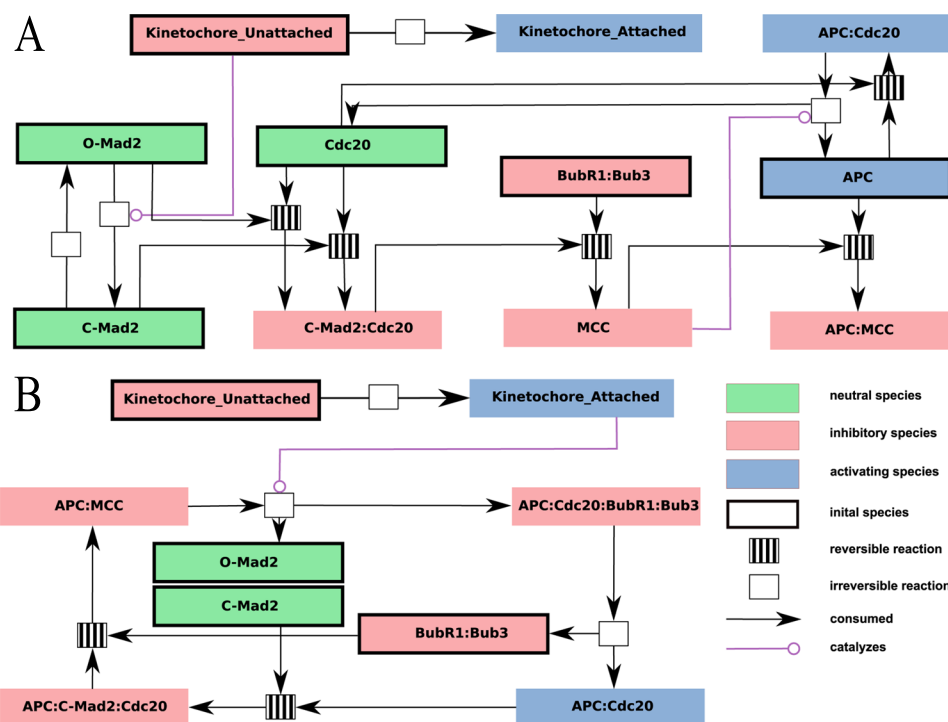 A
Kinetochore_Unattached
Kinetochore_Attached
APC:Cdc20
O-Mad2
Cdc20
BubR1:Bub3
APC
C-Mad2
C-Mad2:Cdc20
MCC
APC:MCC
B
Kinetochore_Unattached
Kinetochore_Attached
APC:MCC
APC:Cdc20:BubR1:Bub3
O-Mad2
C-Mad2
BubR1:Bub3
APC:C-Mad2:Cdc20
APC:Cdc20
neutral species
inhibitory species
activating species
inital species
reversible reaction
irreversible reaction
consumed
catalyzes